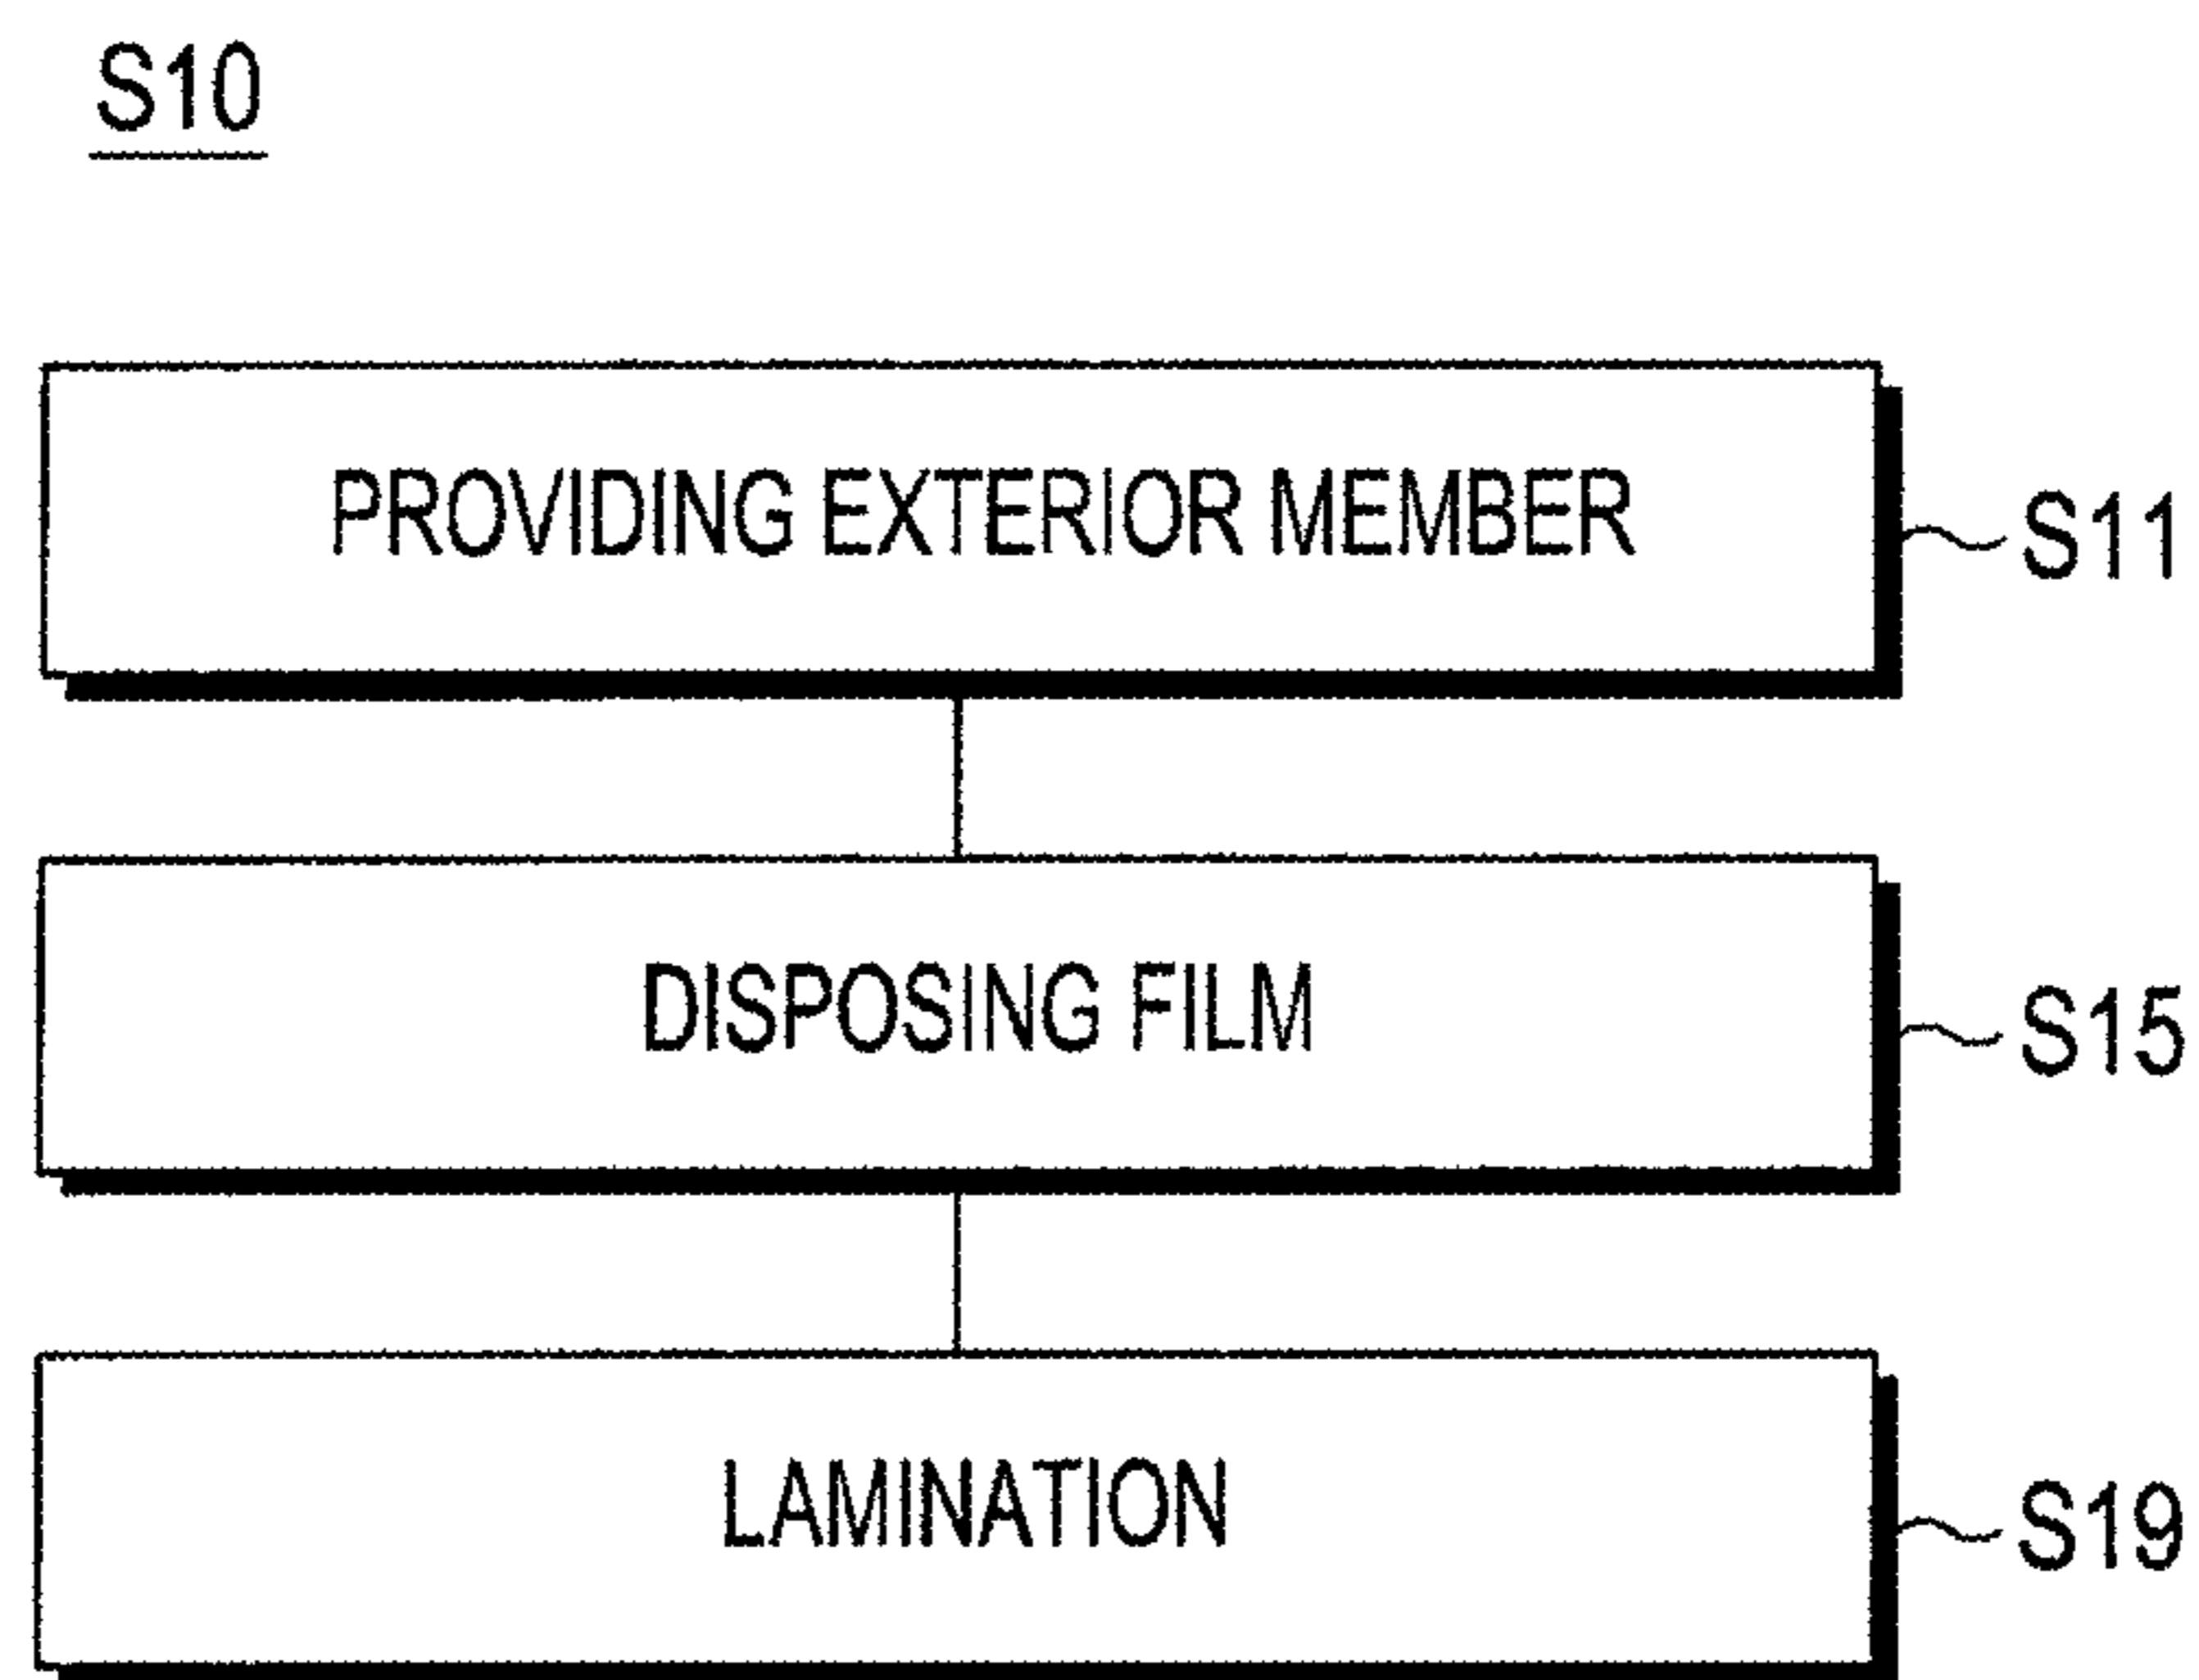 S10
PROVIDING EXTERIOR MEMBER
S11
DISPOSING FILM
S15
LAMINATION
S19